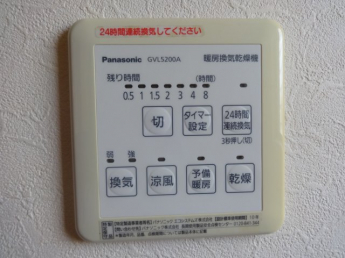 24時間連続換気してください
Panasonic GVL5200A 暖房換気乾燥機
残り時間 (時間)
0.5 1 1.5 2 3 4 8
切 タイマー設定 24時間連続換気
3秒押し(切)
弱 強
換気 涼風 予備暖房 乾燥